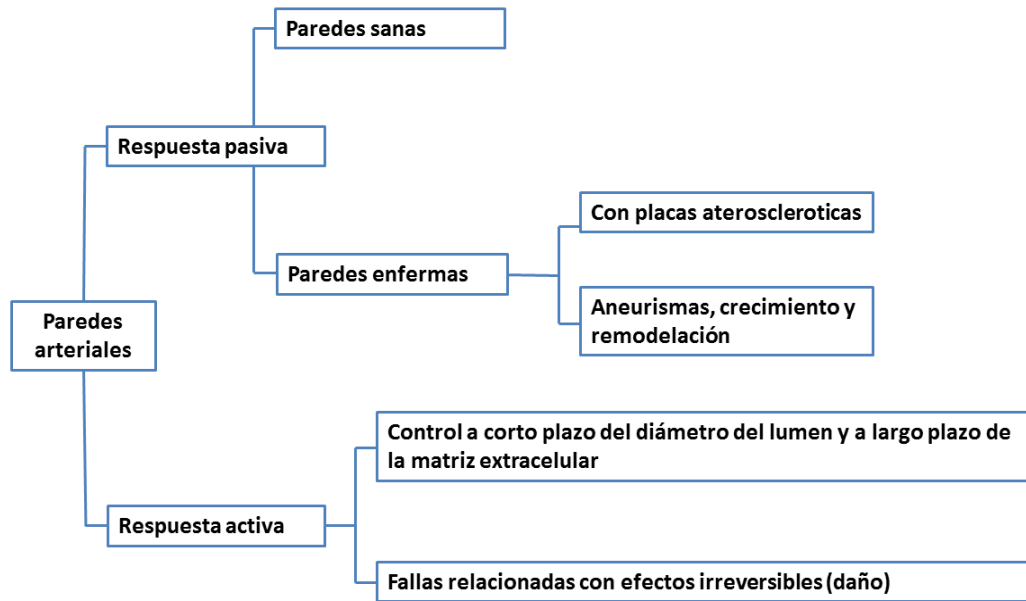 Paredes sanas
Respuesta pasiva
Con placas ateroscleroticas
Paredes enfermas
Aneurismas, crecimiento y
remodelación
Paredes
arteriales
Control a corto plazo del diámetro del lumen y a largo plazo de
la matriz extracelular
Respuesta activa
Fallas relacionadas con efectos irreversibles (daño)